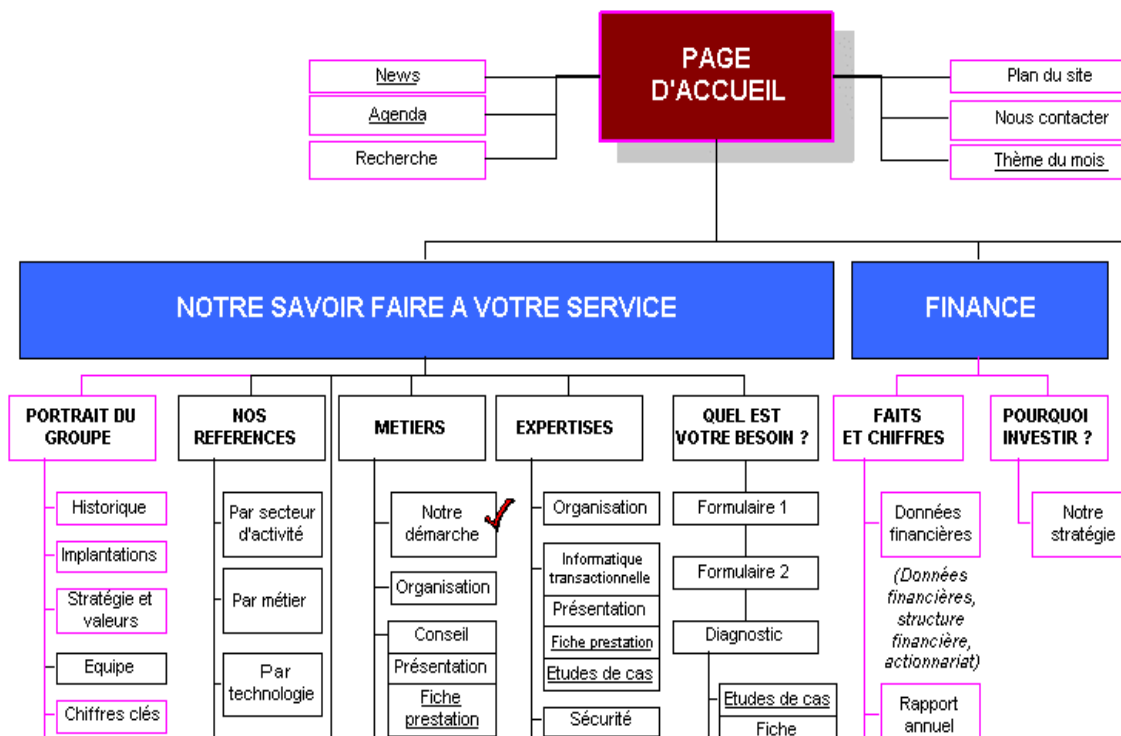 PAGE
D'ACCUEIL
News
Agenda
Recherche
Plan du site
Nous contacter
Thème du mois
NOTRE SAVOIR FAIRE A VOTRE SERVICE
FINANCE
PORTRAIT DU
GROUPE
Historique
Implantations
Stratégie et
valeurs
Equipe
Chiffres clés
NOS
REFERENCES
Par secteur
d'activité
Par métier
Par
technologie
METIERS
Notre
démarche
Organisation
Conseil
Présentation
Fiche
prestation
EXPERTISES
Organisation
Informatique
transactionnelle
Présentation
Fiche prestation
Etudes de cas
Sécurité
QUEL EST
VOTRE BESOIN ?
Formulaire 1
Formulaire 2
Diagnostic
Etudes de cas
Fiche
FAITS
ET CHIFFRES
Données
financières
(Données
financières,
structure
financière,
actionnariat)
Rapport
annuel
POURQUOI
INVESTIR ?
Notre
stratégie